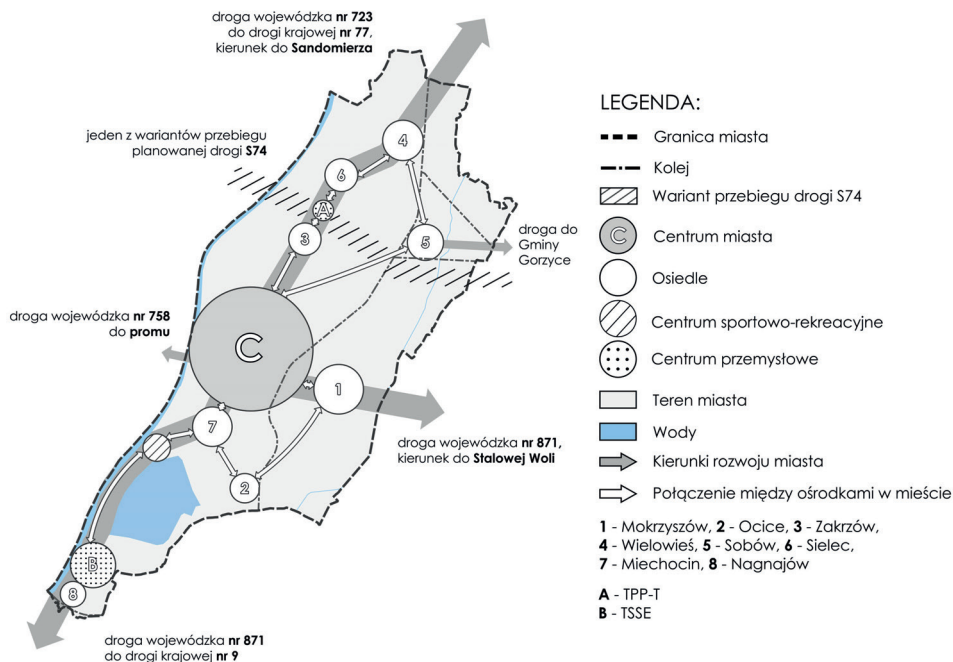 droga wojewódzka nr 723
do drogi krajowej nr 77,
kierunek do Sandomierza
jeden z wariantów przebiegu
planowanej drogi S74
4
6
A
3
5
droga do
Gminy
Gorzyce
droga wojewódzka nr 758
do promu
C
1
7
2
droga wojewódzka nr 871,
kierunek do Stalowej Woli
B
8
droga wojewódzka nr 871
do drogi krajowej nr 9
LEGENDA:
Granica miasta
Kolej
Wariant przebiegu drogi S74
C
Centrum miasta
Osiedle
Centrum sportowo-rekreacyjne
Centrum przemysłowe
Teren miasta
Wody
Kierunki rozwoju miasta
Połączenie między ośrodkami w mieście
1 - Mokrzyszów, 2 - Ocice, 3 - Zakrzów,
4 - Wielowieś, 5 - Sobów, 6 - Sielec,
7 - Miechocin, 8 - Nagnajów
A - TPP-T
B - TSSE